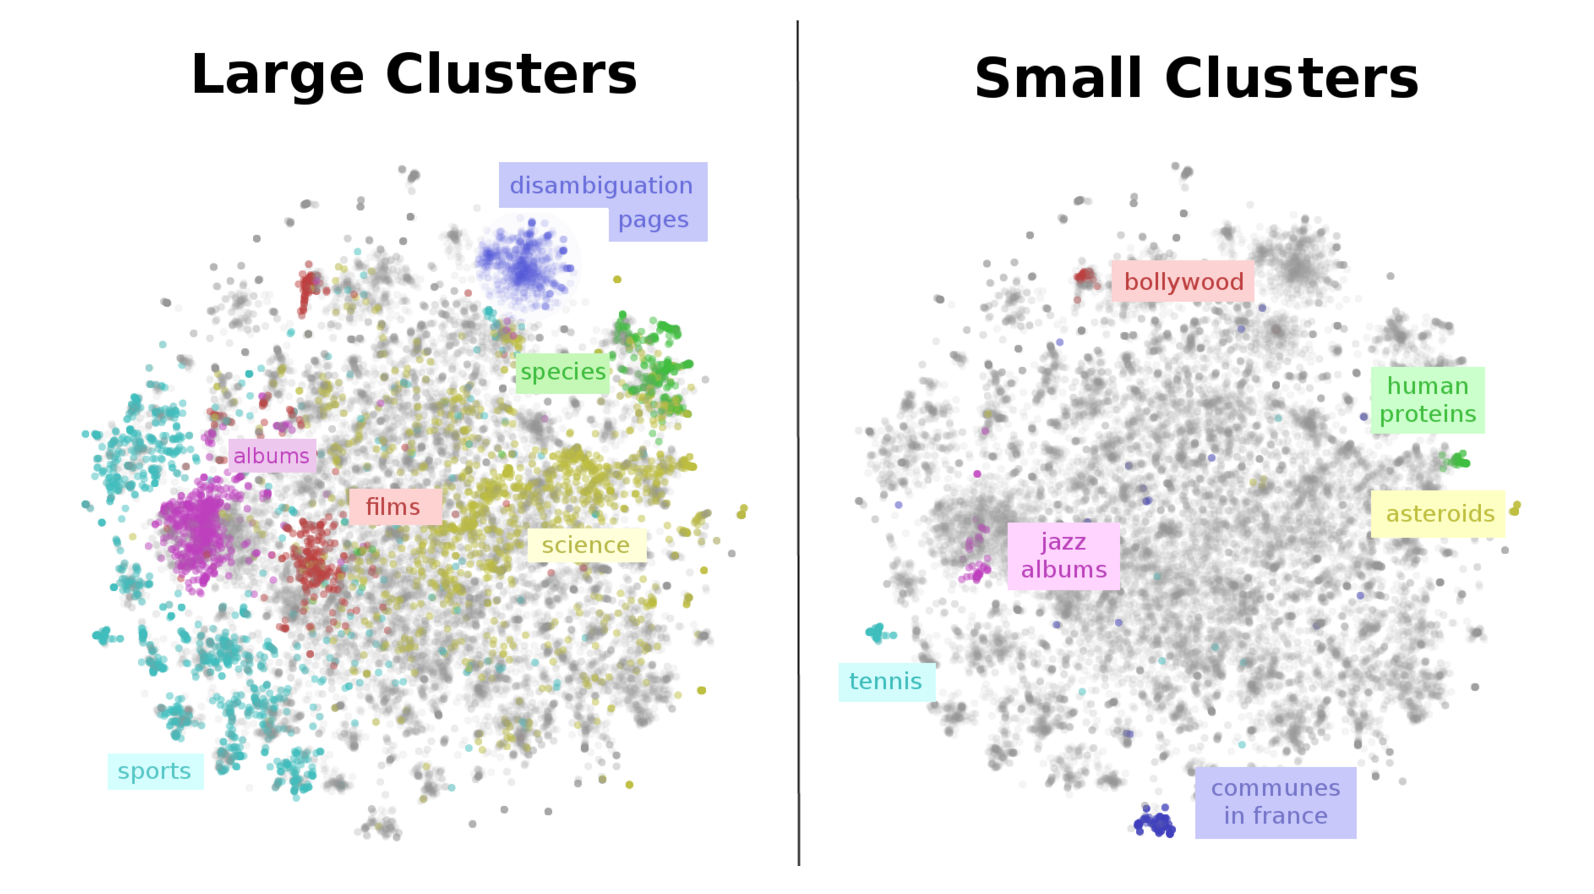 Large Clusters
disambiguation
pages
species
albums
films
science
sports
Small Clusters
bollywood
human
proteins
asteroids
jazz
albums
tennis
communes
in france